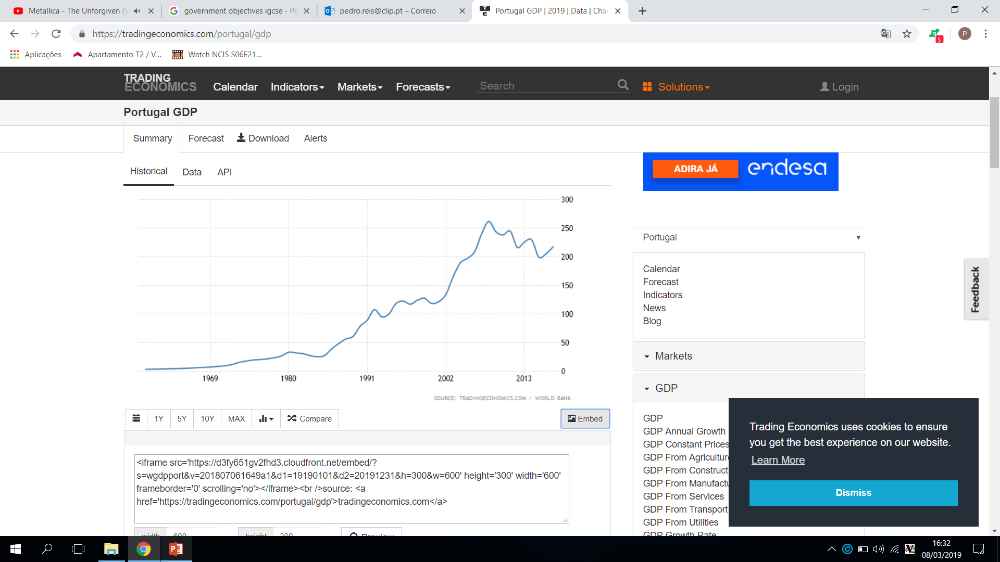 Metallica - The Unforgiven (
government objectives igcse - Pe
pedro.reis@clip.pt – Correio
Portugal GDP | 2019 | Data | Char
https://tradingeconomics.com/portugal/gdp
5
P
Aplicações
Apartamento T2 / V...
Watch NCIS S06E21...
TRADING
ECONOMICS
Calendar
Indicators
Markets
Forecasts
Search
Solutions
Login
Portugal GDP
Summary
Forecast
Download
Alerts
Historical
Data
API
ADIRA JÁ
endesa
300
250
200
150
100
50
0
1969
1980
1991
2002
2013
SOURCE: TRADINGECONOMICS.COM | WORLD BANK
1Y
5Y
10Y
MAX
Compare
Embed
<iframe src='https://d3fy651gv2fhd3.cloudfront.net/embed/?
s=wgdpport&v=201807061649a1&d1=19190101&d2=20191231&h=300&w=600' height='300' width='600'
frameborder='0' scrolling='no'></iframe><br />source: <a
href='https://tradingeconomics.com/portugal/gdp'>tradingeconomics.com</a>
width
600
height
300
Preview
Portugal
Calendar
Forecast
Indicators
News
Blog
Markets
GDP
GDP
GDP Annual Growth
GDP Constant Prices
GDP From Agriculture
GDP From Construct
GDP From Manufactu
GDP From Services
GDP From Transport
GDP From Utilities
GDP Growth Rate
Feedback
Trading Economics uses cookies to ensure
you get the best experience on our website.
Learn More
Dismiss
16:32
08/03/2019